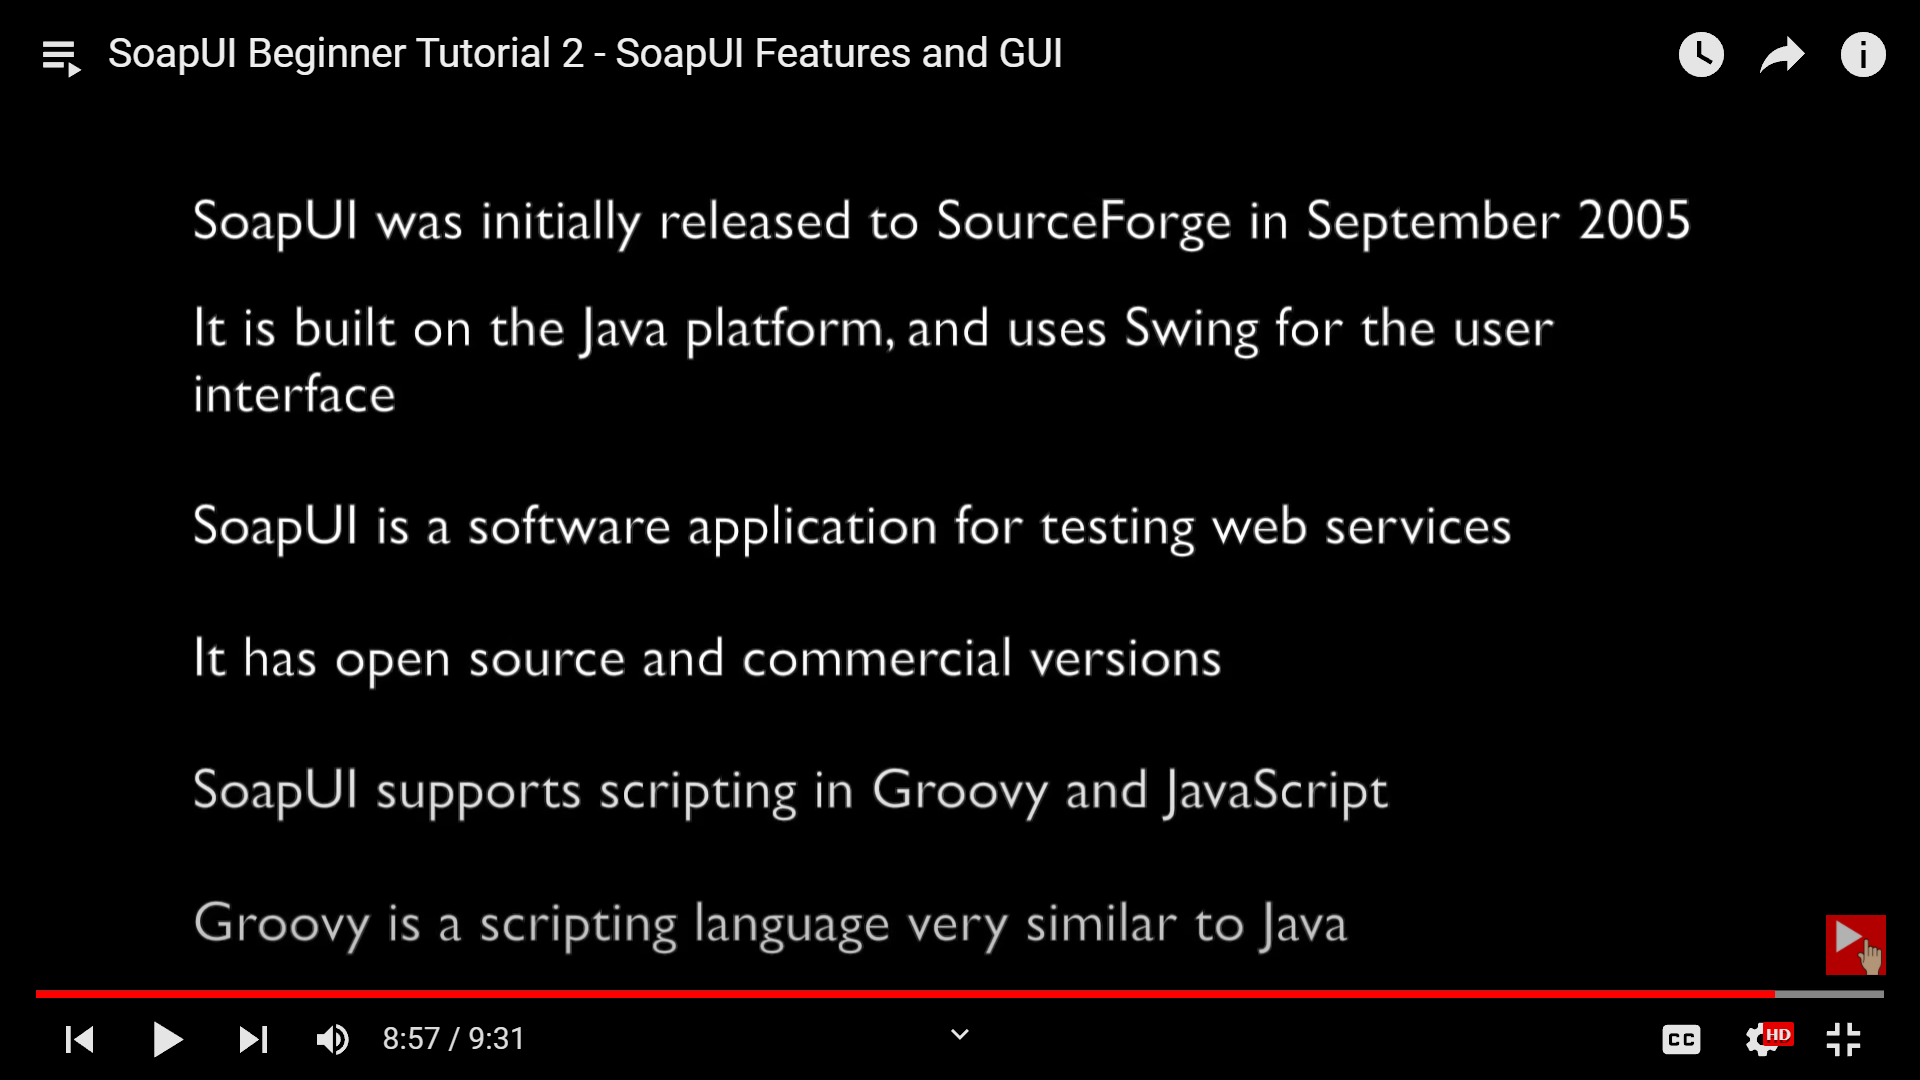 SoapUI Beginner Tutorial 2 - SoapUI Features and GUI
SoapUI was initially released to SourceForge in September 2005
It is built on the Java platform, and uses Swing for the user
interface
SoapUI is a software application for testing web services
It has open source and commercial versions
SoapUI supports scripting in Groovy and JavaScript
Groovy is a scripting language very similar to Java
8:57 / 9:31
CC
HD